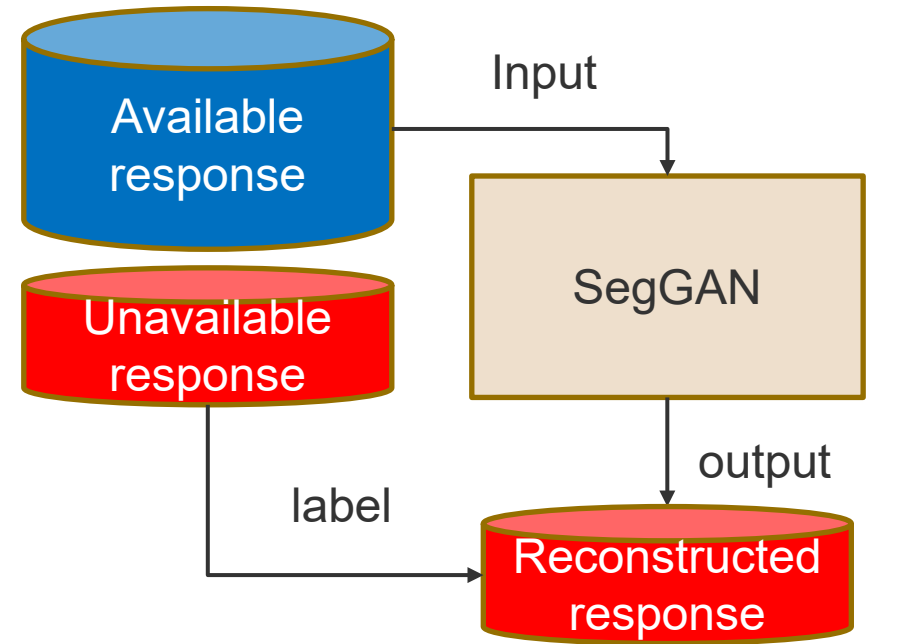 Available
response
Input
SegGAN
Unavailable
response
output
label
Reconstructed
response